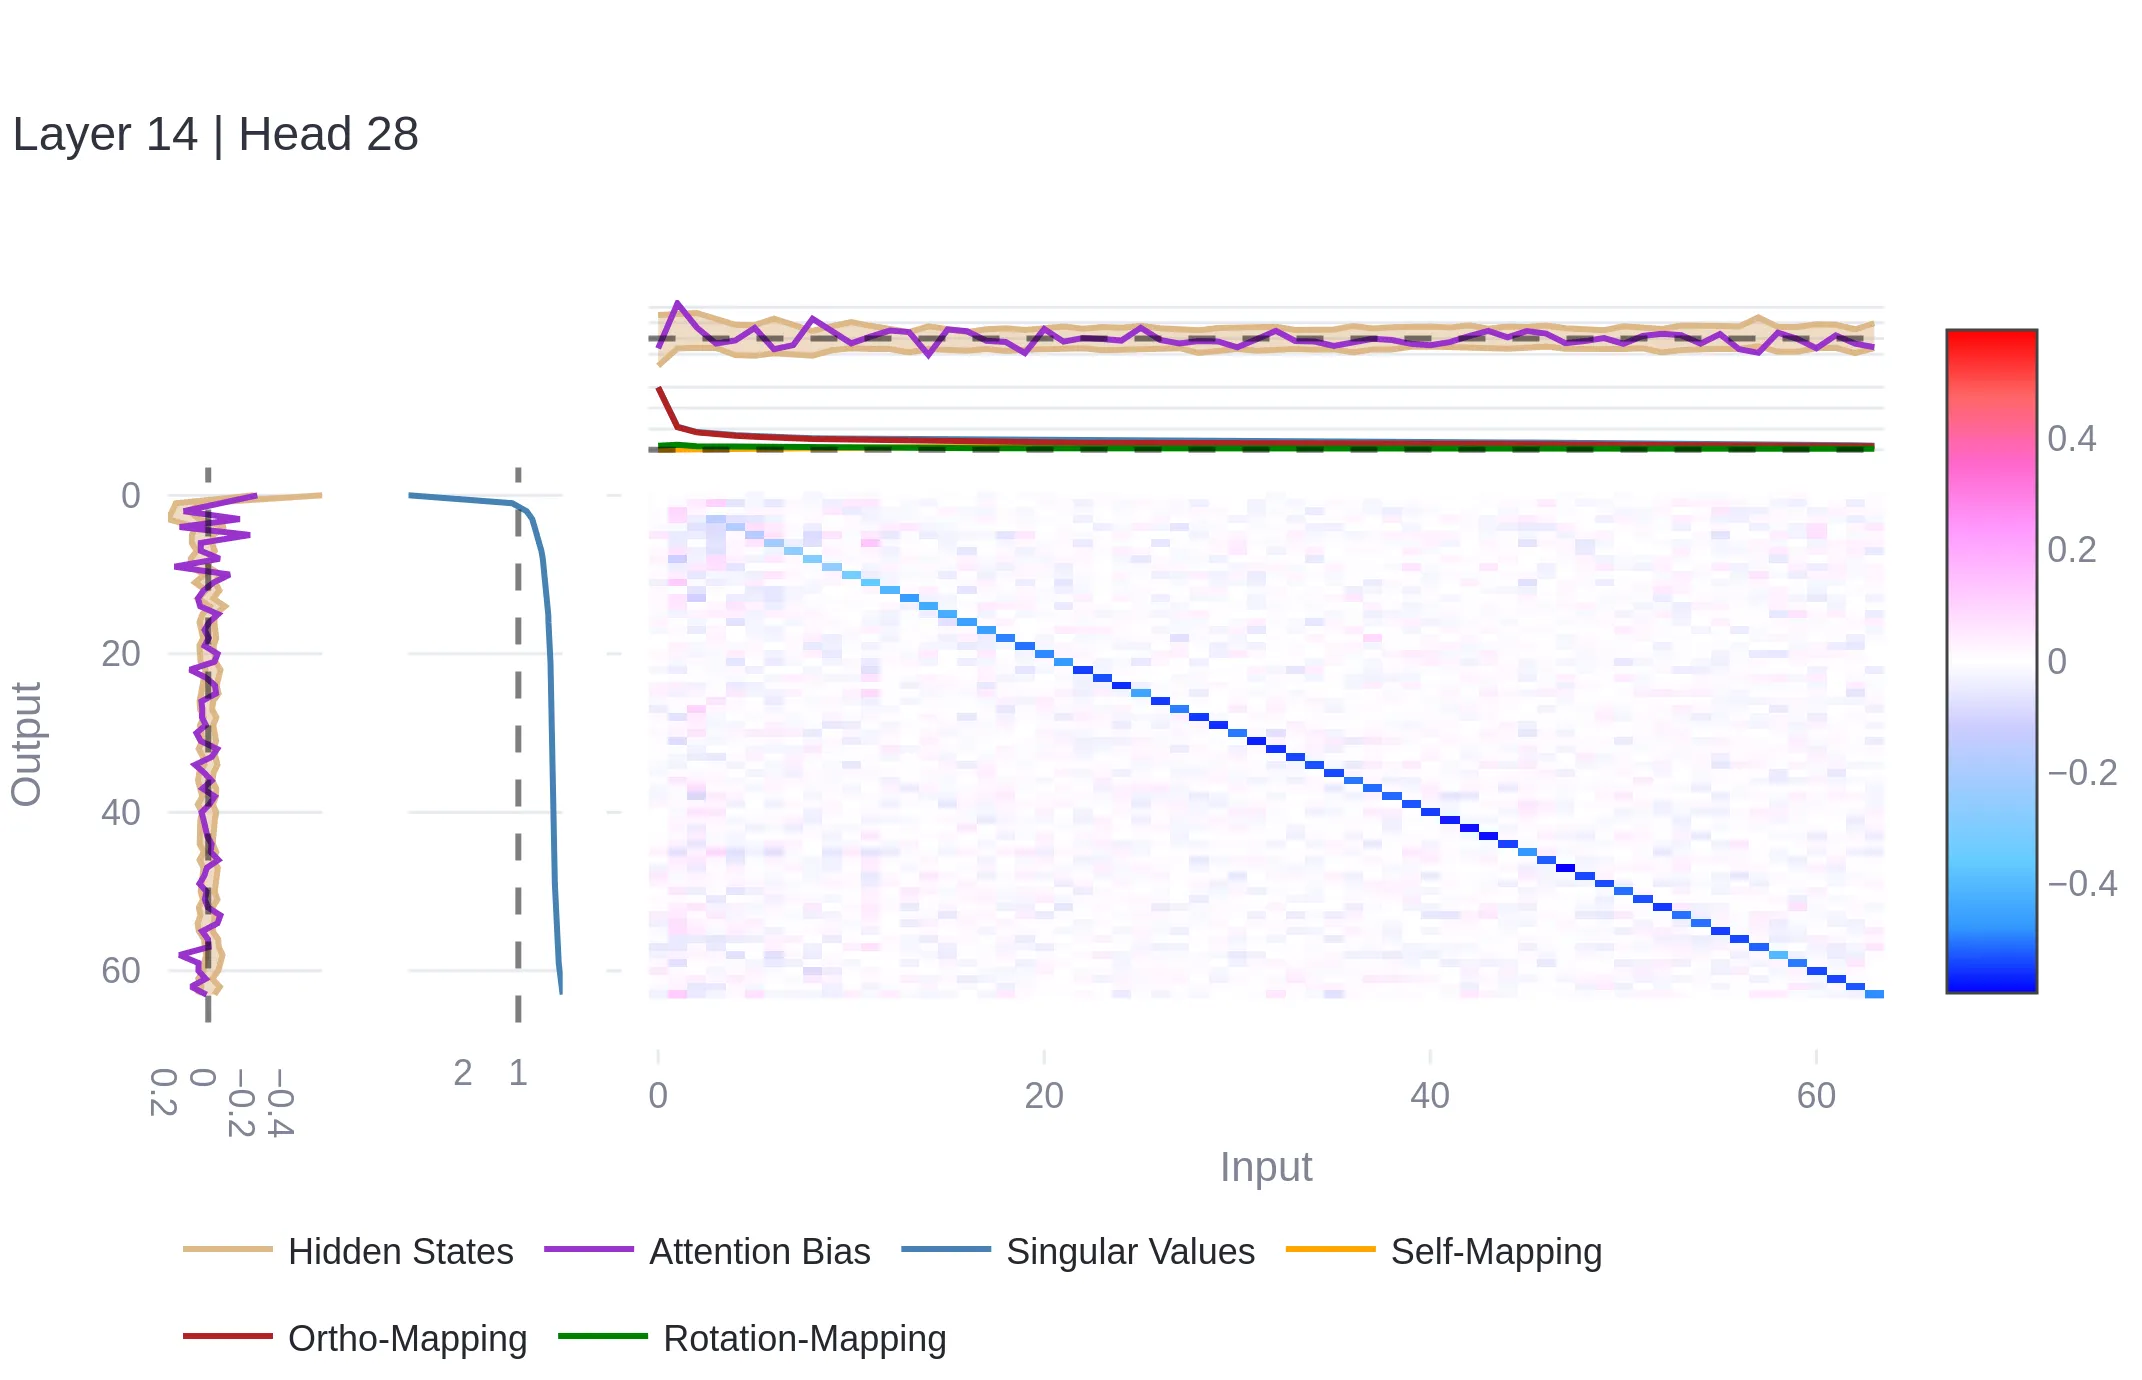 Layer 14 | Head 28
0
20
40
60
Output
0.2
0
−0.2
−0.4
2
1
0
20
40
60
Input
0.4
0.2
0
−0.2
−0.4
Hidden States
Attention Bias
Singular Values
Self-Mapping
Ortho-Mapping
Rotation-Mapping